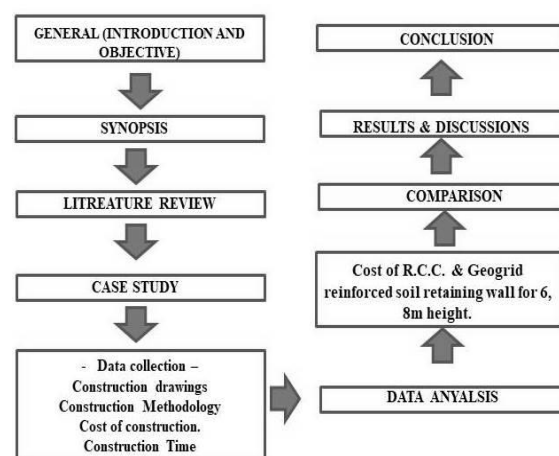 GENERAL (INTRODUCTION AND
OBJECTIVE)
SYNOPSIS
LITREATURE REVIEW
CASE STUDY
- Data collection –
Construction drawings
Construction Methodology
Cost of construction.
Construction Time
DATA ANYALSIS
Cost of R.C.C. & Geogrid
reinforced soil retaining wall for 6,
8m height.
COMPARISON
RESULTS & DISCUSSIONS
CONCLUSION